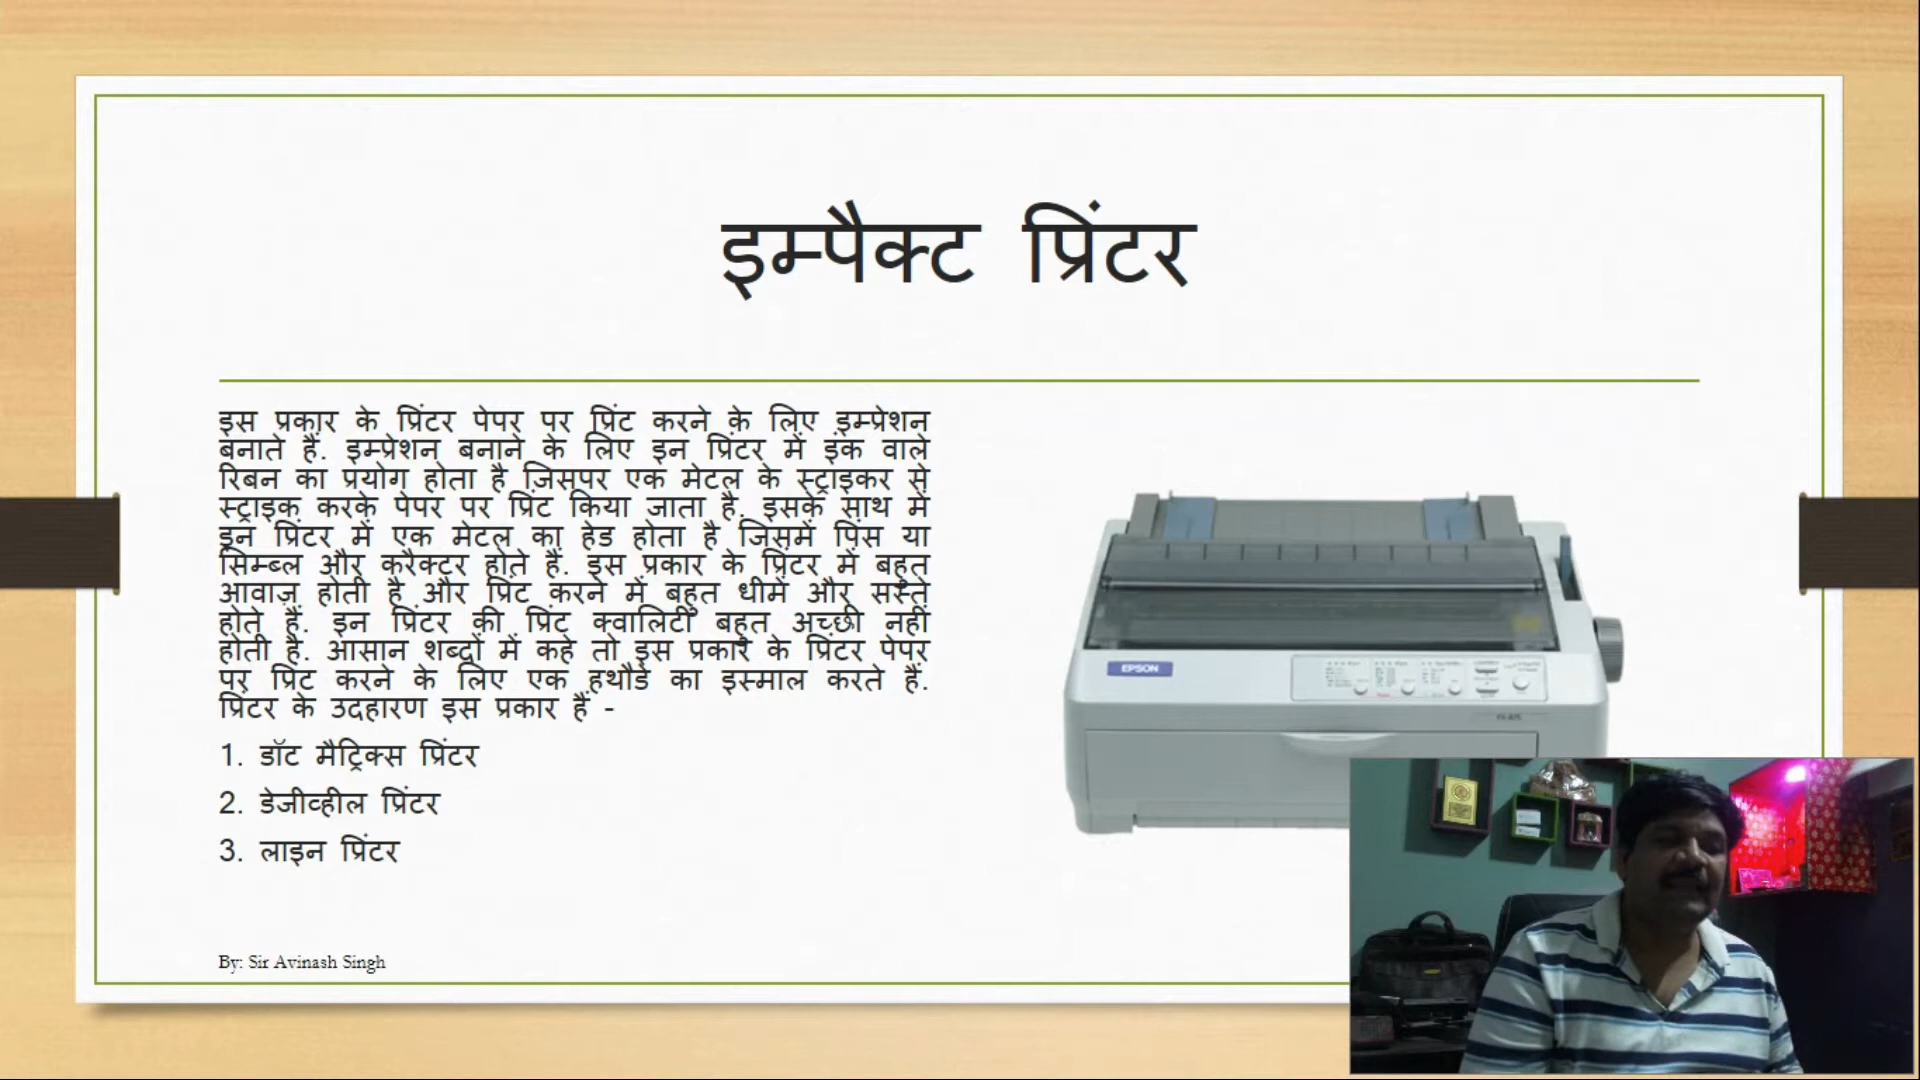 इम्पैक्ट प्रिंटर
इस प्रकार के प्रिंटर पेपर पर प्रिंट करने के लिए इम्प्रेशन
बनाते हैं. इम्प्रेशन बनाने के लिए इन प्रिंटर में इंक वाले
रिबन का प्रयोग होता है जिसपर एक मेटल के स्ट्राइकर से
स्ट्राइक करके पेपर पर प्रिंट किया जाता है. इसके साथ में
इन प्रिंटर में एक मेटल का हेड होता है जिसमें पिंस या
सिम्ब्ल और करैक्टर होते हैं. इस प्रकार के प्रिंटर में बहुत
आवाज़ होती है और प्रिंट करने में बहुत धीमें और सस्ते
होते हैं. इन प्रिंटर की प्रिंट क्वालिटी बहुत अच्छी नहीं
होती है. आसान शब्दों में कहे तो इस प्रकार के प्रिंटर पेपर
पर प्रिंट करने के लिए एक हथौडे का इस्माल करते हैं.
प्रिंटर के उदहारण इस प्रकार हैं -
1. डॉट मैट्रिक्स प्रिंटर
2. डेजीव्हील प्रिंटर
3. लाइन प्रिंटर
EPSON
By: Sir Avinash Singh